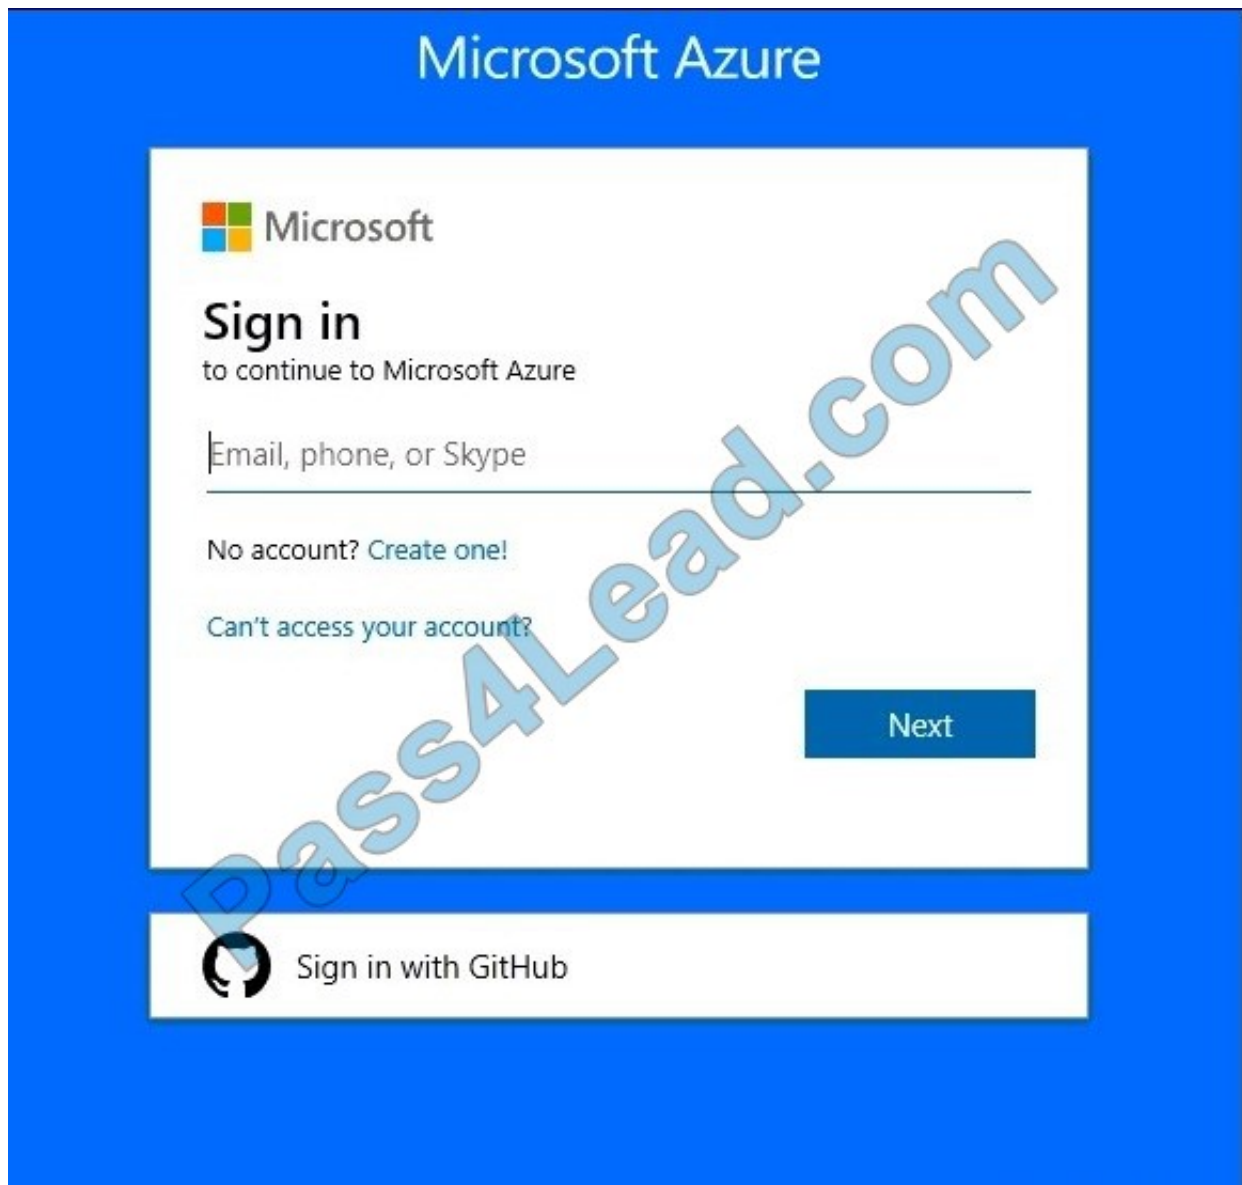 Microsoft Azure
Microsoft
Sign in
to continue to Microsoft Azure
Email, phone, or Skype
No account? Create one!
Can't access your account?
Next
Sign in with GitHub
Pass4Lead.com